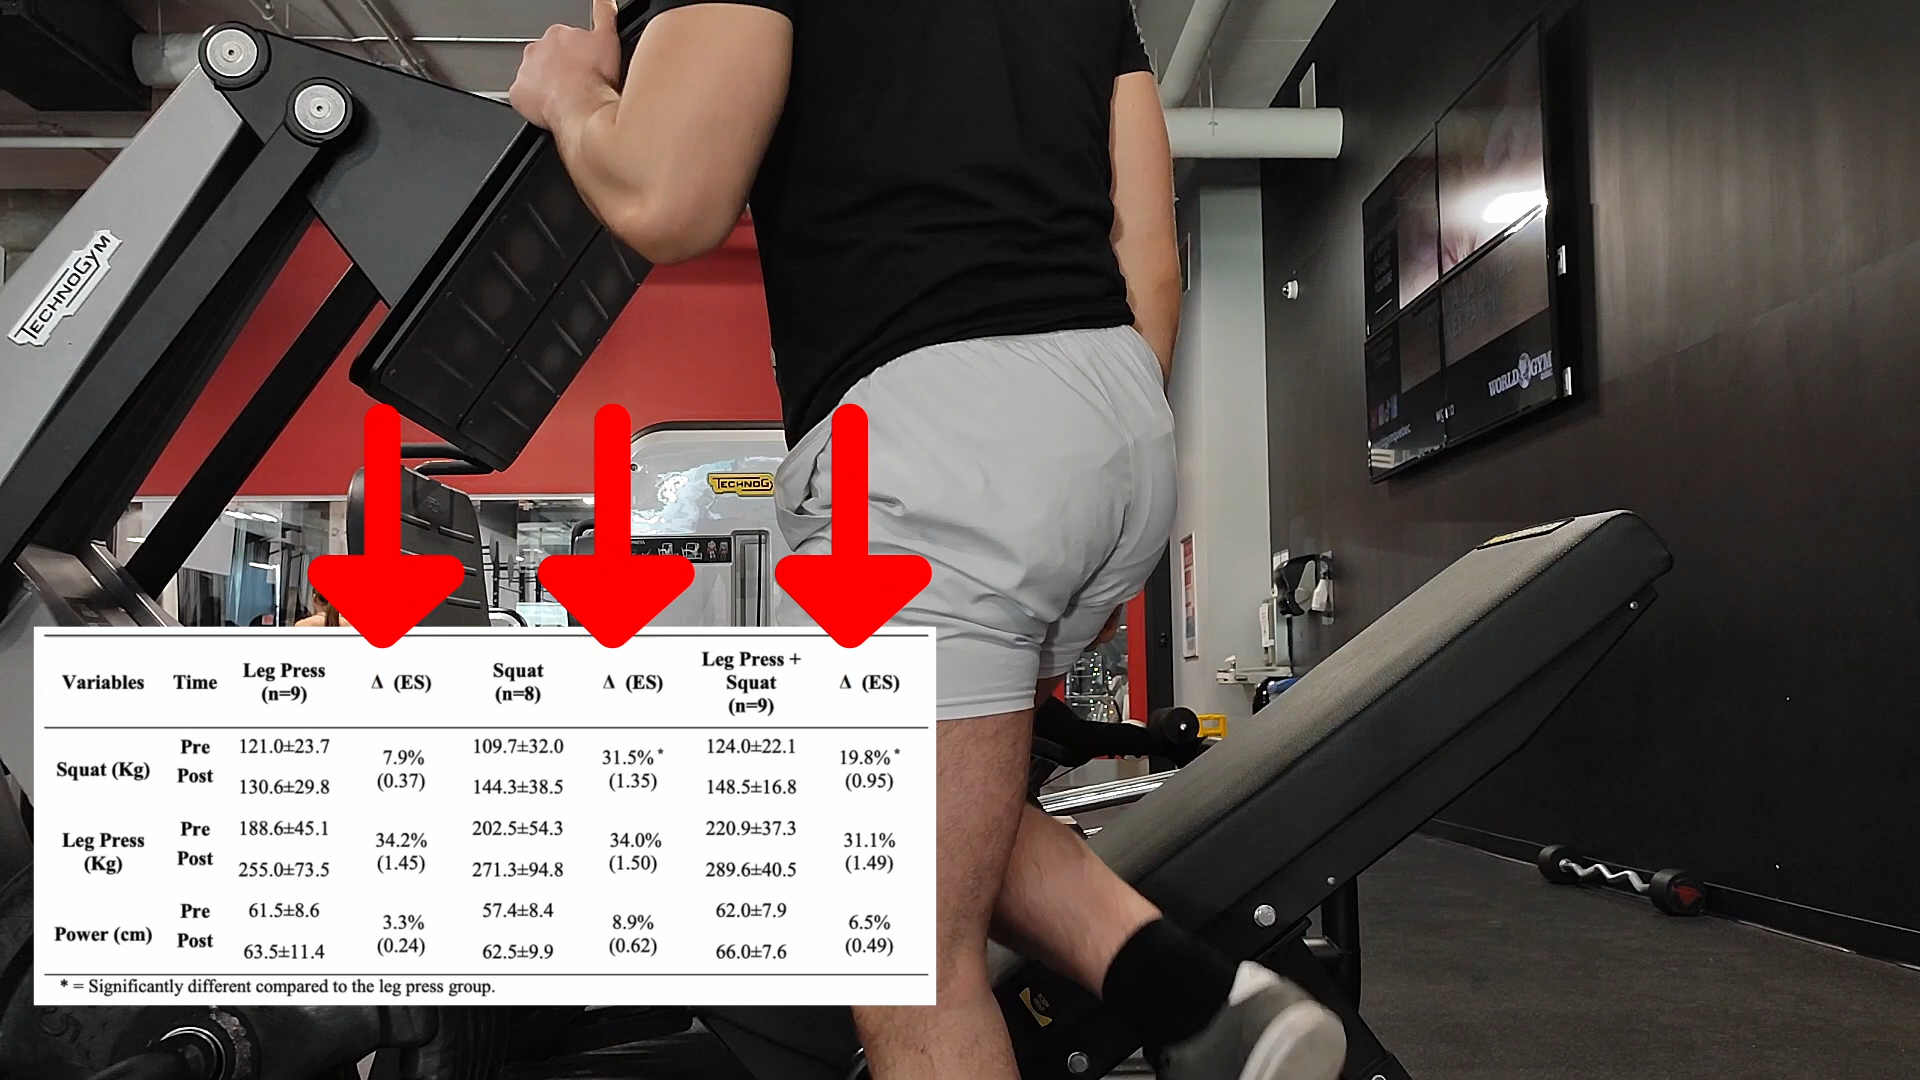 TECHNOGYM
TECHNOG
WORLD GYM
Variables Time Leg Press (n=9) Δ (ES) Squat (n=8) Δ (ES) Leg Press + Squat (n=9) Δ (ES)
Squat (Kg) Pre 121.0±23.7 7.9% (0.37) 109.7±32.0 31.5%* (1.35) 124.0±22.1 19.8%* (0.95)
Post 130.6±29.8 144.3±38.5 148.5±16.8
Leg Press (Kg) Pre 188.6±45.1 34.2% (1.45) 202.5±54.3 34.0% (1.50) 220.9±37.3 31.1% (1.49)
Post 255.0±73.5 271.3±94.8 289.6±40.5
Power (cm) Pre 61.5±8.6 3.3% (0.24) 57.4±8.4 8.9% (0.62) 62.0±7.9 6.5% (0.49)
Post 63.5±11.4 62.5±9.9 66.0±7.6
* = Significantly different compared to the leg press group.